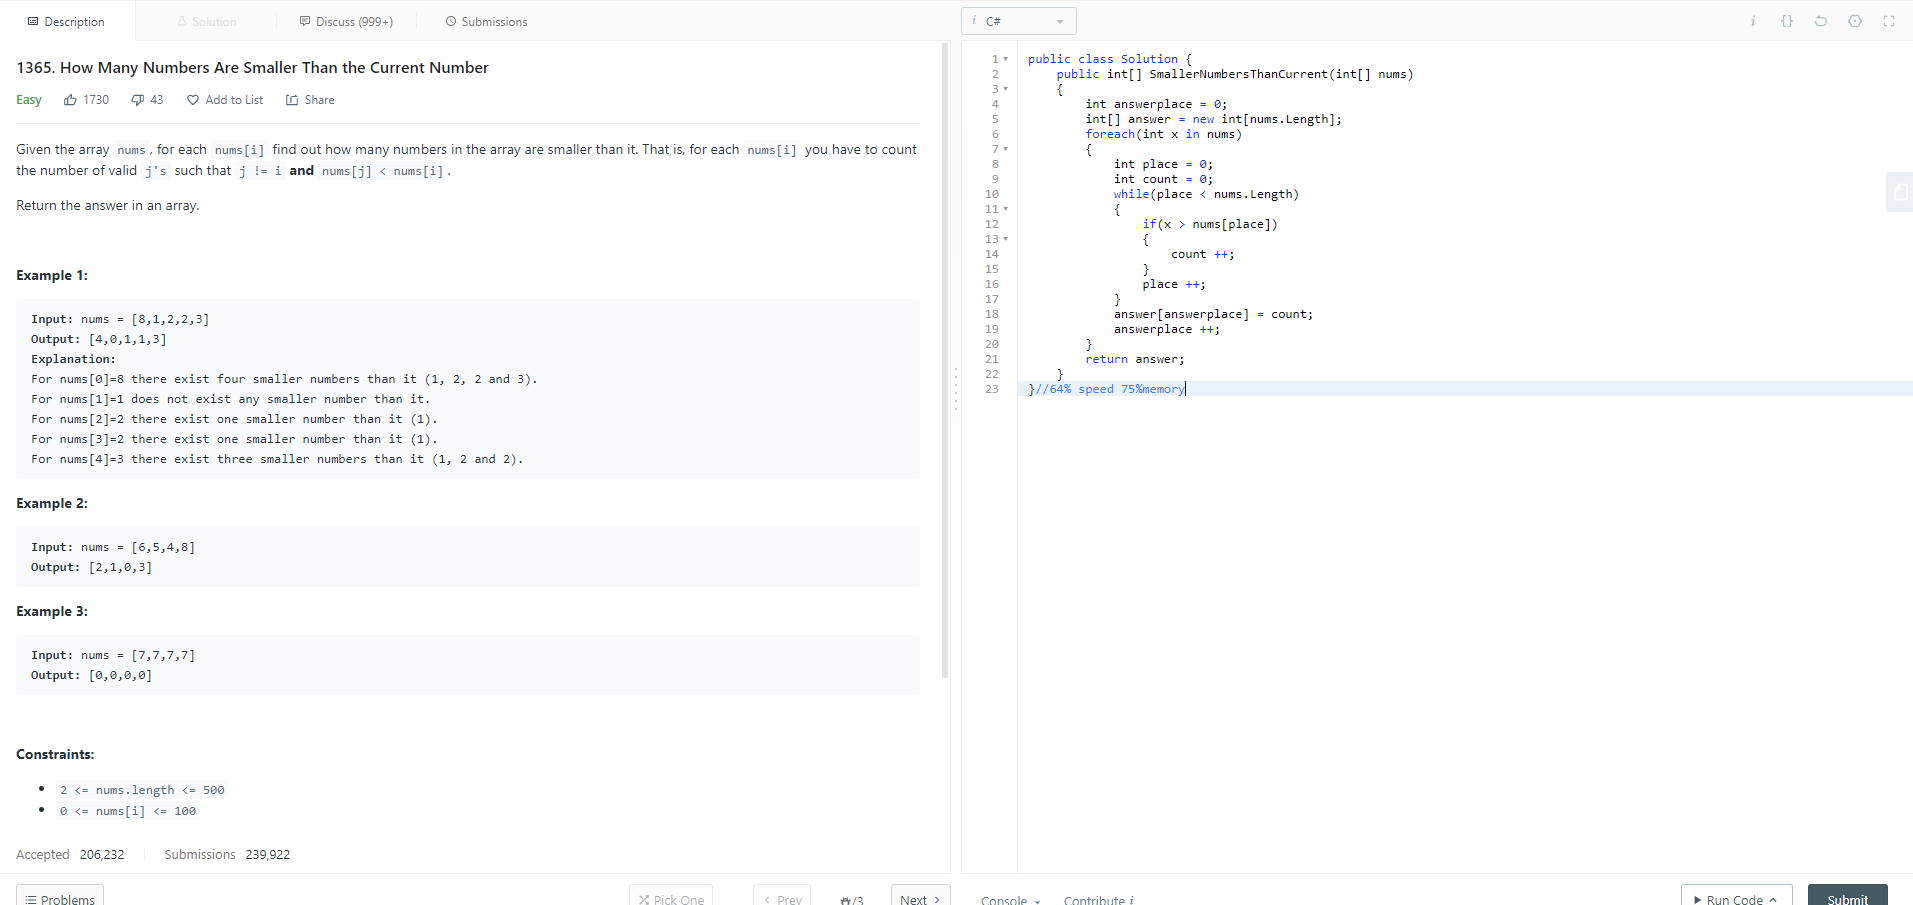 Description
Solution
Discuss (999+)
Submissions
1365. How Many Numbers Are Smaller Than the Current Number
Easy 1730 43 Add to List Share
Given the array nums, for each nums[i] find out how many numbers in the array are smaller than it. That is, for each nums[i] you have to count
the number of valid j's such that j != i and nums[j] < nums[i].
Return the answer in an array.
Example 1:
Input: nums = [8,1,2,2,3]
Output: [4,0,1,1,3]
Explanation:
For nums[0]=8 there exist four smaller numbers than it (1, 2, 2 and 3).
For nums[1]=1 does not exist any smaller number than it.
For nums[2]=2 there exist one smaller number than it (1).
For nums[3]=2 there exist one smaller number than it (1).
For nums[4]=3 there exist three smaller numbers than it (1, 2 and 2).
Example 2:
Input: nums = [6,5,4,8]
Output: [2,1,0,3]
Example 3:
Input: nums = [7,7,7,7]
Output: [0,0,0,0]
Constraints:
2 <= nums.length <= 500
0 <= nums[i] <= 100
Accepted 206,232 Submissions 239,922
Problems Pick One < Prev /3 Next >
i C#
i {}
1 public class Solution {
2 public int[] SmallerNumbersThanCurrent(int[] nums)
3 {
4 int answerplace = 0;
5 int[] answer = new int[nums.Length];
6 foreach(int x in nums)
7 {
8 int place = 0;
9 int count = 0;
10 while(place < nums.Length)
11 {
12 if(x > nums[place])
13 {
14 count ++;
15 }
16 place ++;
17 }
18 answer[answerplace] = count;
19 answerplace ++;
20 }
21 return answer;
22 }
23 }//64% speed 75%memory
Console Contribute i Run Code Submit